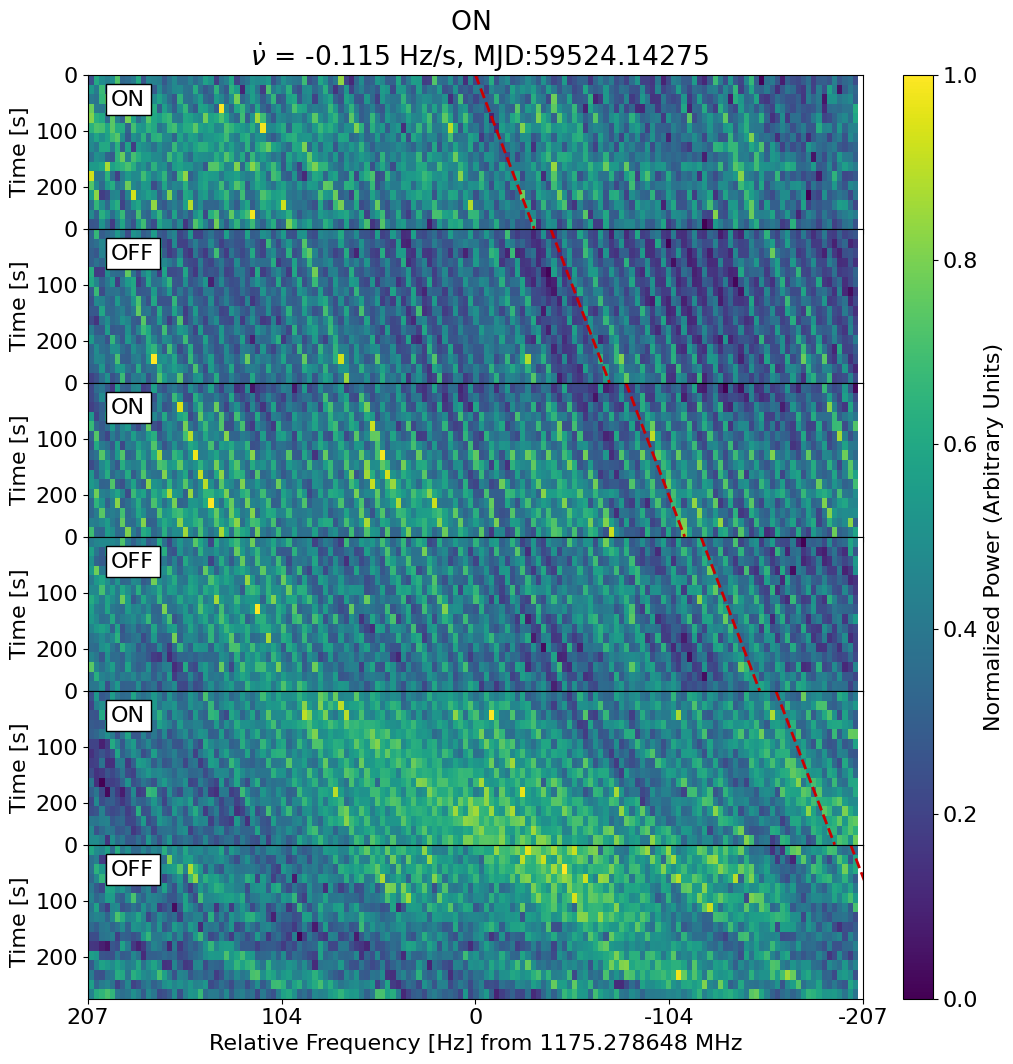 ON
ν̇ = -0.115 Hz/s, MJD:59524.14275
0
ON
100
200
Time [s]
0
OFF
100
200
Time [s]
0
ON
100
200
Time [s]
0
OFF
100
200
Time [s]
0
ON
100
200
Time [s]
0
OFF
100
200
Time [s]
207 104 0 -104 -207
Relative Frequency [Hz] from 1175.278648 MHz
1.0
0.8
0.6
0.4
0.2
0.0
Normalized Power (Arbitrary Units)